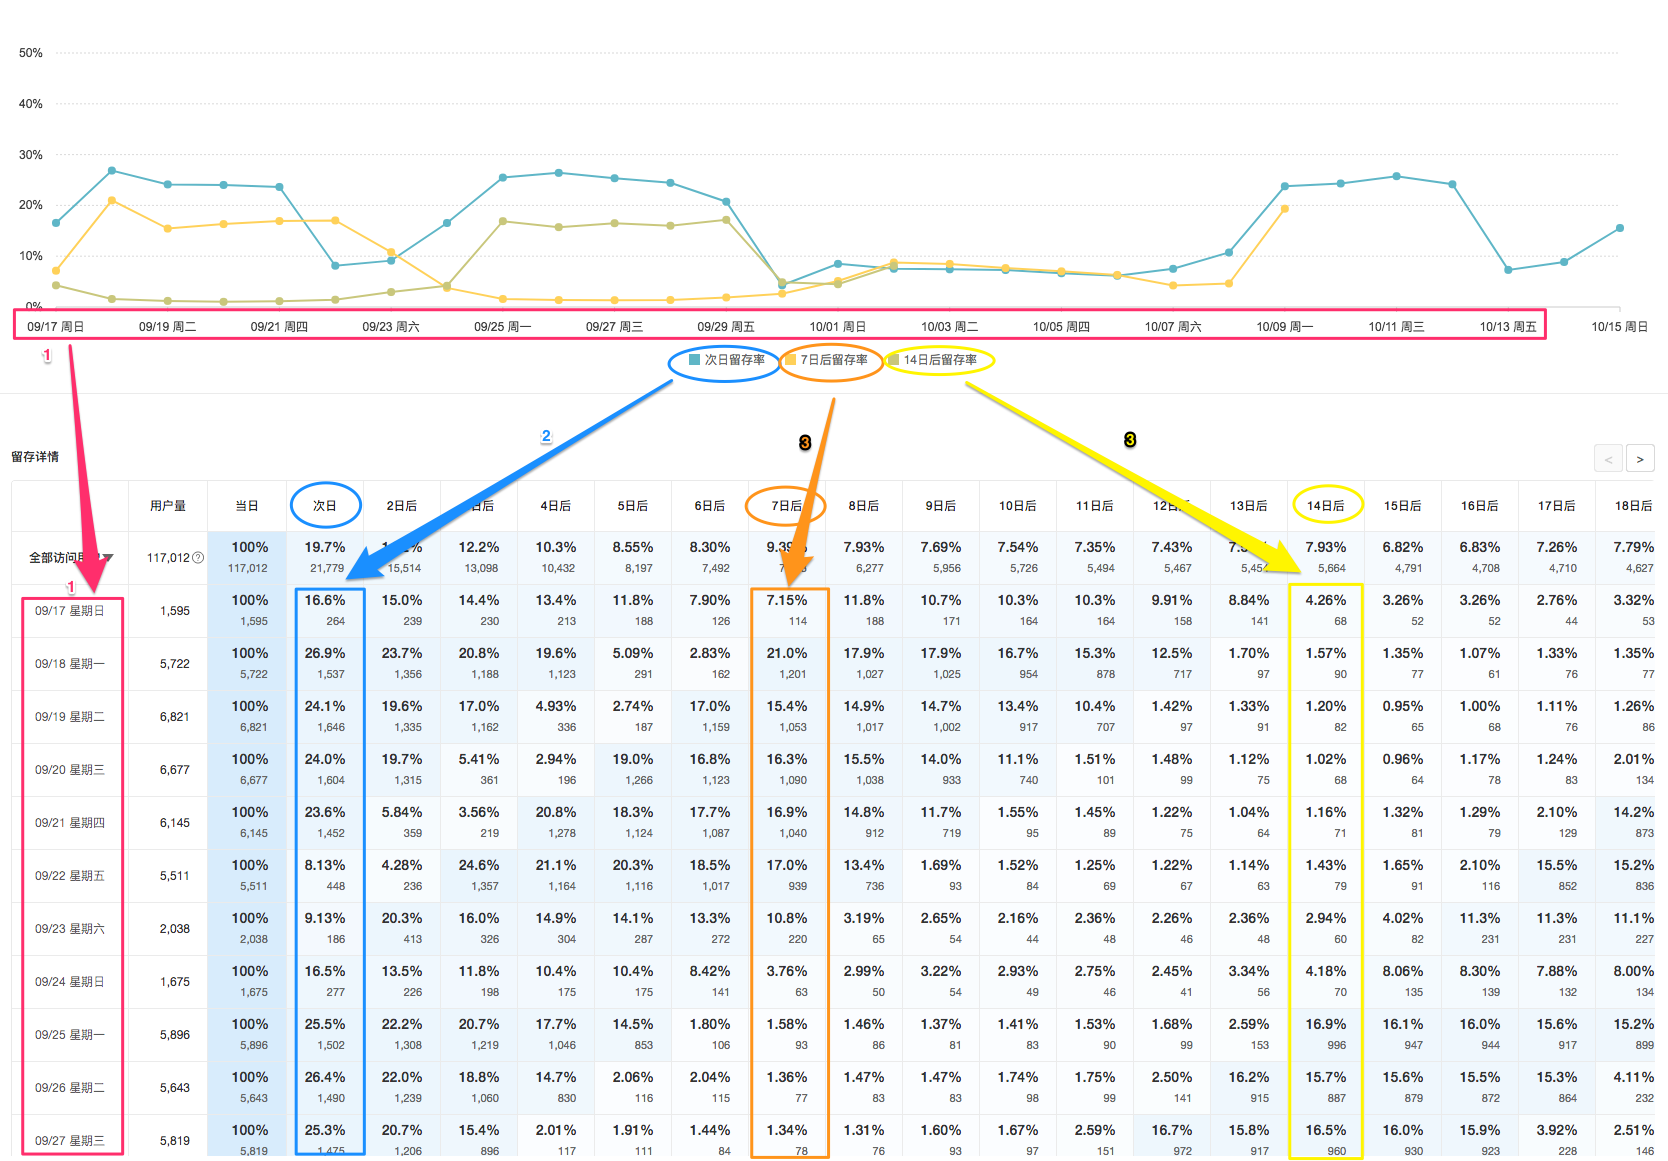 50%
40%
30%
20%
10%
0%
09/17 周日 09/19 周二 09/21 周四 09/23 周六 09/25 周一 09/27 周三 09/29 周五 10/01 周日 10/03 周二 10/05 周四 10/07 周六 10/09 周一 10/11 周三 10/13 周五 10/15 周日
1
次日留存率 7日后留存率 14日后留存率
2 3 3
留存详情 < >
用户量 当日 次日 2日后 日后 4日后 5日后 6日后 7日后 8日后 9日后 10日后 11日后 12日后 13日后 14日后 15日后 16日后 17日后 18日后
100% 19.7% 12.2% 10.3% 8.55% 8.30% 9.39% 7.93% 7.69% 7.54% 7.35% 7.43% 7.93% 6.82% 6.83% 7.26% 7.79%
全部访问用 117,012 ?
117,012 21,779 15,514 13,098 10,432 8,197 7,492 6,277 5,956 5,726 5,494 5,467 5,664 4,791 4,708 4,710 4,627
1
100% 16.6% 15.0% 14.4% 13.4% 11.8% 7.90% 7.15% 11.8% 10.7% 10.3% 10.3% 9.91% 8.84% 4.26% 3.26% 3.26% 2.76% 3.32%
09/17 星期日 1,595
1,595 264 239 230 213 188 126 114 188 171 164 164 158 141 68 52 52 44 53
100% 26.9% 23.7% 20.8% 19.6% 5.09% 2.83% 21.0% 17.9% 17.9% 16.7% 15.3% 12.5% 1.70% 1.57% 1.35% 1.07% 1.33% 1.35%
09/18 星期一 5,722
5,722 1,537 1,356 1,188 1,123 291 162 1,201 1,027 1,025 954 878 717 97 90 77 61 76 77
100% 24.1% 19.6% 17.0% 4.93% 2.74% 17.0% 15.4% 14.9% 14.7% 13.4% 10.4% 1.42% 1.33% 1.20% 0.95% 1.00% 1.11% 1.26%
09/19 星期二 6,821
6,821 1,646 1,335 1,162 336 187 1,159 1,053 1,017 1,002 917 707 97 91 82 65 68 76 86
100% 24.0% 19.7% 5.41% 2.94% 19.0% 16.8% 16.3% 15.5% 14.0% 11.1% 1.51% 1.48% 1.12% 1.02% 0.96% 1.17% 1.24% 2.01%
09/20 星期三 6,677
6,677 1,604 1,315 361 196 1,266 1,123 1,090 1,038 933 740 101 99 75 68 64 78 83 134
100% 23.6% 5.84% 3.56% 20.8% 18.3% 17.7% 16.9% 14.8% 11.7% 1.55% 1.45% 1.22% 1.04% 1.16% 1.32% 1.29% 2.10% 14.2%
09/21 星期四 6,145
6,145 1,452 359 219 1,278 1,124 1,087 1,040 912 719 95 89 75 64 71 81 79 129 873
100% 8.13% 4.28% 24.6% 21.1% 20.3% 18.5% 17.0% 13.4% 1.69% 1.52% 1.25% 1.22% 1.14% 1.43% 1.65% 2.10% 15.5% 15.2%
09/22 星期五 5,511
5,511 448 236 1,357 1,164 1,116 1,017 939 736 93 84 69 67 63 79 91 116 852 836
100% 9.13% 20.3% 16.0% 14.9% 14.1% 13.3% 10.8% 3.19% 2.65% 2.16% 2.36% 2.26% 2.36% 2.94% 4.02% 11.3% 11.3% 11.1%
09/23 星期六 2,038
2,038 186 413 326 304 287 272 220 65 54 44 48 46 48 60 82 231 231 227
100% 16.5% 13.5% 11.8% 10.4% 10.4% 8.42% 3.76% 2.99% 3.22% 2.93% 2.75% 2.45% 3.34% 4.18% 8.06% 8.30% 7.88% 8.00%
09/24 星期日 1,675
1,675 277 226 198 175 175 141 63 50 54 49 46 41 56 70 135 139 132 134
100% 25.5% 22.2% 20.7% 17.7% 14.5% 1.80% 1.58% 1.46% 1.37% 1.41% 1.53% 1.68% 2.59% 16.9% 16.1% 16.0% 15.6% 15.2%
09/25 星期一 5,896
5,896 1,502 1,308 1,219 1,046 853 106 93 86 81 83 90 99 153 996 947 944 917 899
100% 26.4% 22.0% 18.8% 14.7% 2.06% 2.04% 1.36% 1.47% 1.47% 1.74% 1.75% 2.50% 16.2% 15.7% 15.6% 15.5% 15.3% 4.11%
09/26 星期二 5,643
5,643 1,490 1,239 1,060 830 116 115 77 83 83 98 99 141 915 887 879 872 864 232
100% 25.3% 20.7% 15.4% 2.01% 1.91% 1.44% 1.34% 1.31% 1.60% 1.67% 2.59% 16.7% 15.8% 16.5% 16.0% 15.9% 3.92% 2.51%
09/27 星期三 5,819
5,819 1,475 1,206 896 117 111 84 78 76 93 97 151 972 917 960 930 923 228 146